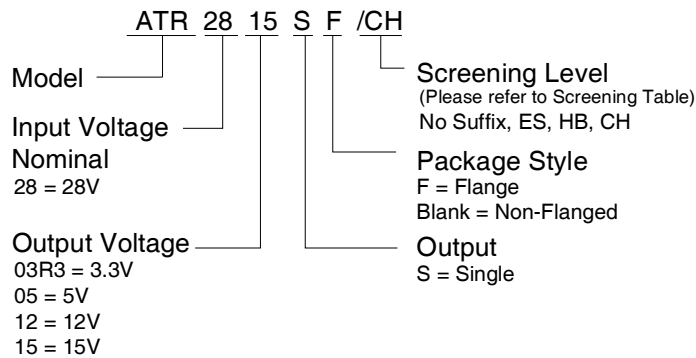 ATR 28 15 S F /CH
Model
Input Voltage
Nominal
28 = 28V
Output Voltage
03R3 = 3.3V
05 = 5V
12 = 12V
15 = 15V
Screening Level
(Please refer to Screening Table)
No Suffix, ES, HB, CH
Package Style
F = Flange
Blank = Non-Flanged
Output
S = Single